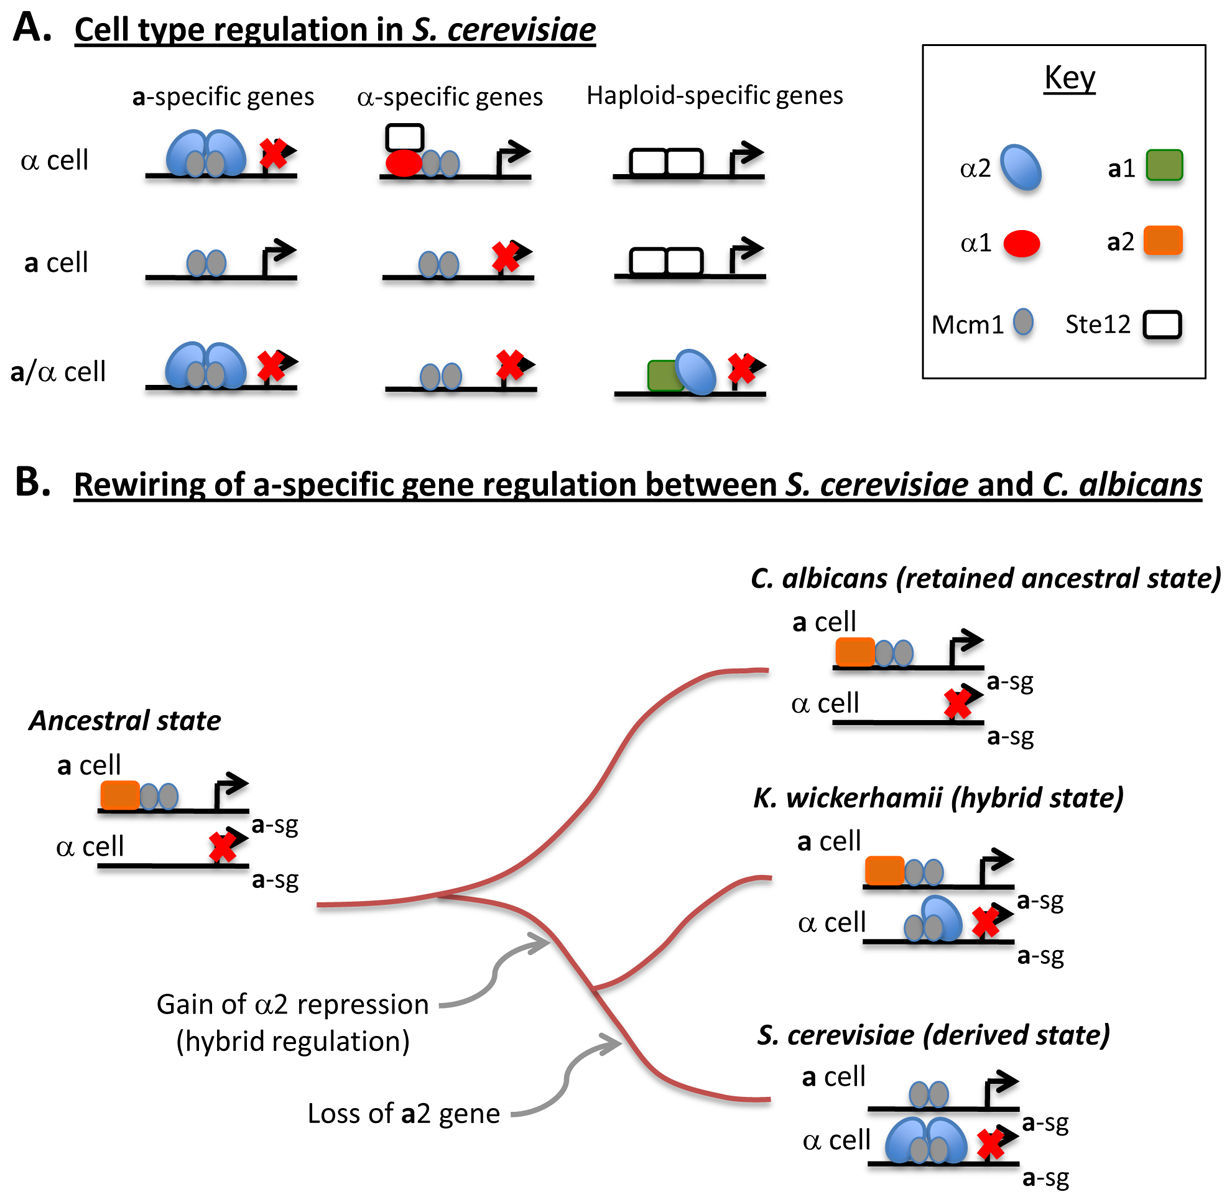 A. Cell type regulation in S. cerevisiae
a-specific genes
α-specific genes
Haploid-specific genes
α cell
a cell
a/α cell
Key
α2
a1
α1
a2
Mcm1
Ste12
B. Rewiring of a-specific gene regulation between S. cerevisiae and C. albicans
Ancestral state
a cell
a-sg
α cell
a-sg
Gain of α2 repression
(hybrid regulation)
Loss of a2 gene
C. albicans (retained ancestral state)
a cell
a-sg
α cell
a-sg
K. wickerhamii (hybrid state)
a cell
a-sg
α cell
a-sg
S. cerevisiae (derived state)
a cell
a-sg
α cell
a-sg